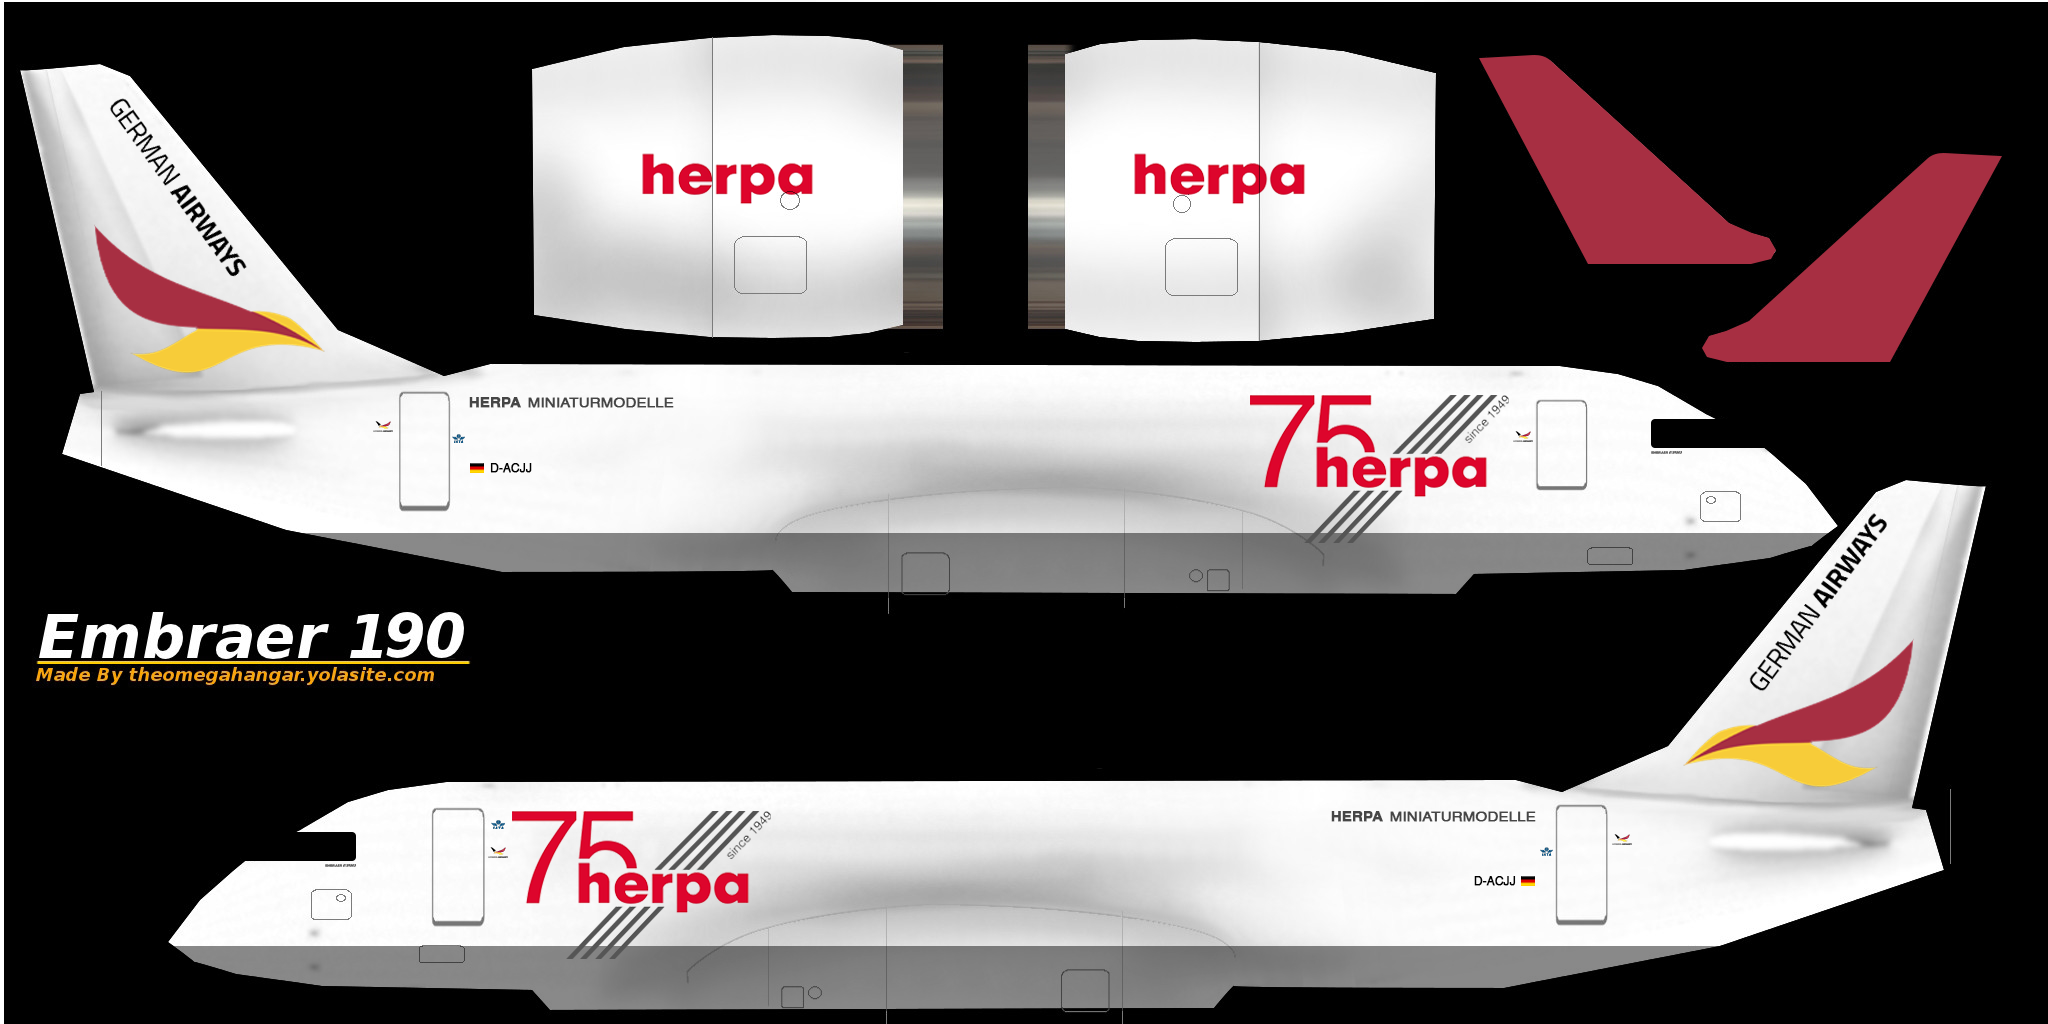 GERMAN AIRWAYS
herpa
herpa
HERPA MINIATURMODELLE
D-ACJJ
75
herpa
since 1949
GERMAN AIRWAYS
Embraer 190
Made By theomegahangar.yolasite.com
75
herpa
since 1949
HERPA MINIATURMODELLE
D-ACJJ